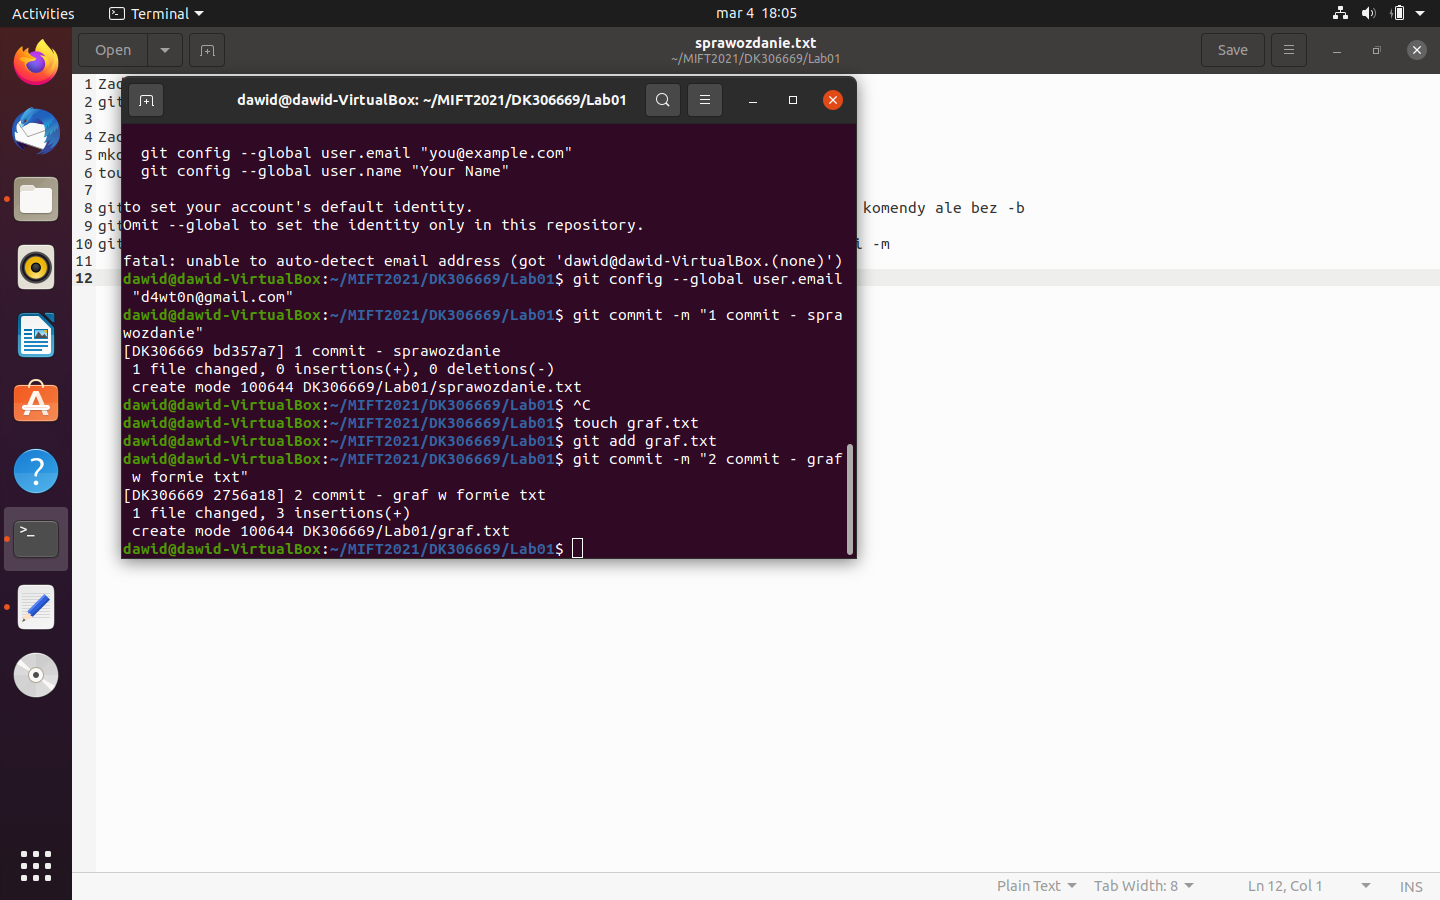 Activities
Terminal
mar 4 18:05
Open
sprawozdanie.txt
~/MIFT2021/DK306669/Lab01
Save
1 Zad
2 git
3
4 Zad
5 mkd
6 tou
7
8 git komendy ale bez -b
9 git
10 git i -m
11
12
dawid@dawid-VirtualBox: ~/MIFT2021/DK306669/Lab01
git config --global user.email "you@example.com"
git config --global user.name "Your Name"
to set your account's default identity.
Omit --global to set the identity only in this repository.
fatal: unable to auto-detect email address (got 'dawid@dawid-VirtualBox.(none)')
dawid@dawid-VirtualBox:~/MIFT2021/DK306669/Lab01$ git config --global user.email
"d4wt0n@gmail.com"
dawid@dawid-VirtualBox:~/MIFT2021/DK306669/Lab01$ git commit -m "1 commit - spra
wozdanie"
[DK306669 bd357a7] 1 commit - sprawozdanie
1 file changed, 0 insertions(+), 0 deletions(-)
create mode 100644 DK306669/Lab01/sprawozdanie.txt
dawid@dawid-VirtualBox:~/MIFT2021/DK306669/Lab01$ ^C
dawid@dawid-VirtualBox:~/MIFT2021/DK306669/Lab01$ touch graf.txt
dawid@dawid-VirtualBox:~/MIFT2021/DK306669/Lab01$ git add graf.txt
dawid@dawid-VirtualBox:~/MIFT2021/DK306669/Lab01$ git commit -m "2 commit - graf
w formie txt"
[DK306669 2756a18] 2 commit - graf w formie txt
1 file changed, 3 insertions(+)
create mode 100644 DK306669/Lab01/graf.txt
dawid@dawid-VirtualBox:~/MIFT2021/DK306669/Lab01$
Plain Text
Tab Width: 8
Ln 12, Col 1
INS